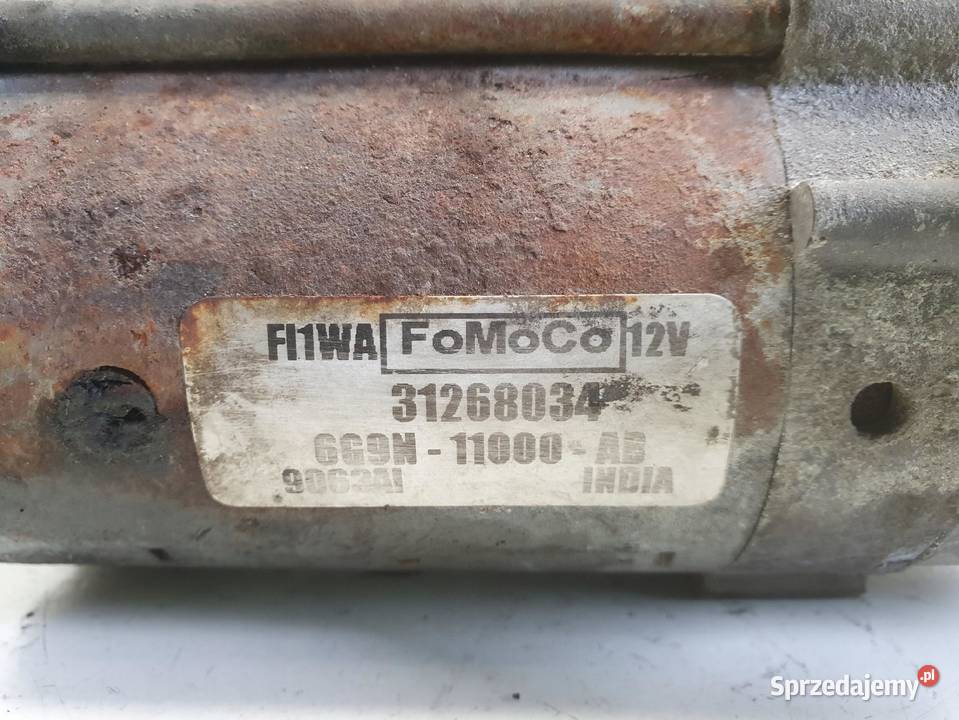 FI1WA FoMoCo 12V
31268034
6G9N - 11000 - AB
9063AI INDIA
Sprzedajemy.pl